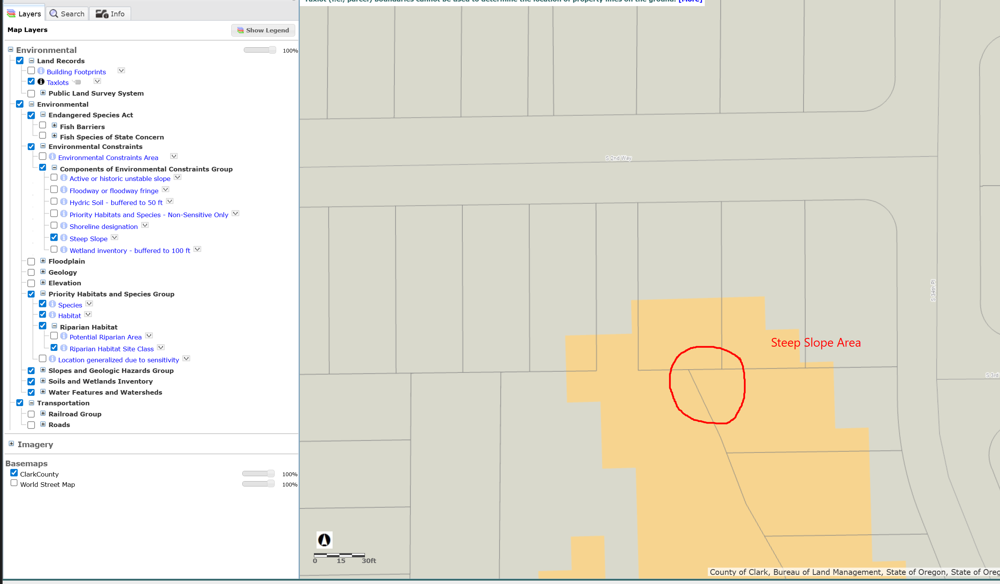 Taxlot (i.e., parcel) Boundaries cannot be used to determine the location of property lines on the ground. [More]
Layers
Search
Info
Map Layers
Show Legend
Environmental
100%
Land Records
Building Footprints
Taxlots
Public Land Survey System
Environmental
Endangered Species Act
Fish Barriers
Fish Species of State Concern
Environmental Constraints
Environmental Constraints Area
Components of Environmental Constraints Group
Active or historic unstable slope
Floodway or floodway fringe
Hydric Soil - buffered to 50 ft
Priority Habitats and Species - Non-Sensitive Only
Shoreline designation
Steep Slope
Wetland inventory - buffered to 100 ft
Floodplain
Geology
Elevation
Priority Habitats and Species Group
Species
Habitat
Riparian Habitat
Potential Riparian Area
Riparian Habitat Site Class
Location generalized due to sensitivity
Slopes and Geologic Hazards Group
Soils and Wetlands Inventory
Water Features and Watersheds
Transportation
Railroad Group
Roads
Imagery
Basemaps
ClarkCounty
100%
World Street Map
100%
S 2nd Way
S 34th Pl
Steep Slope Area
S 3rd
0 15 30ft
County of Clark, Bureau of Land Management, State of Oregon, State of Oreg